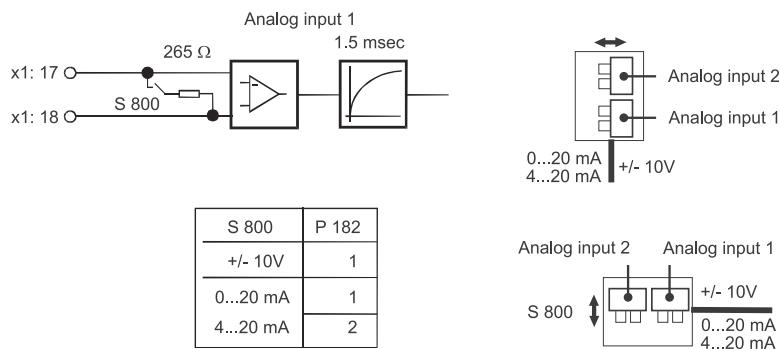 Analog input 1
265 Ω
1.5 msec
x1: 17
S 800
x1: 18
Analog input 2
Analog input 1
0...20 mA
4...20 mA
+/- 10V
S 800 P 182
+/- 10V 1
0...20 mA 1
4...20 mA 2
Analog input 2 Analog input 1
S 800
+/- 10V
0...20 mA
4...20 mA